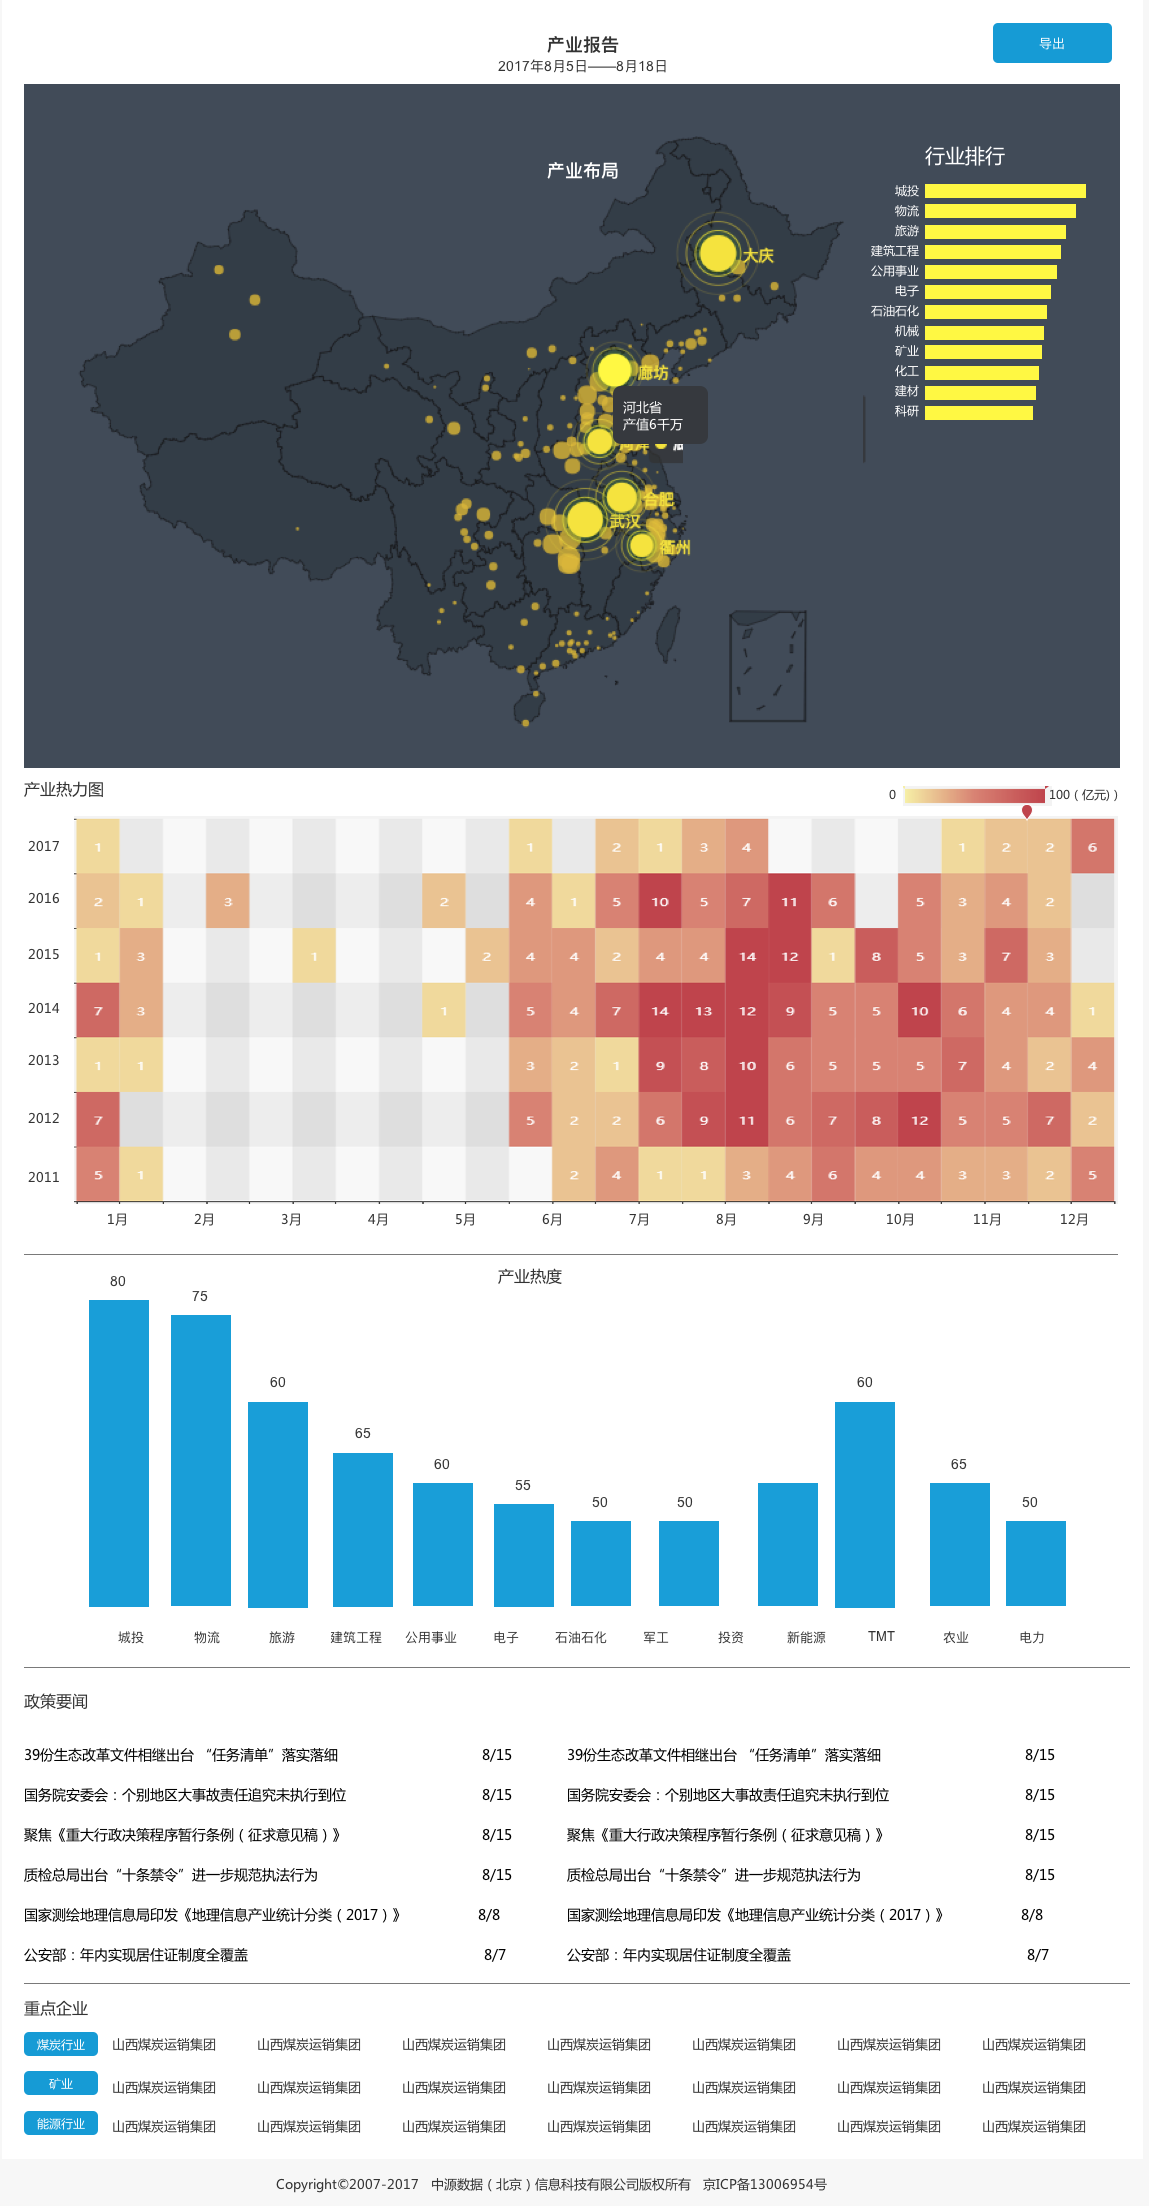 产业报告
2017年8月5日——8月18日
导出
产业布局
行业排行
城投
物流
旅游
建筑工程
公用事业
电子
石油石化
机械
矿业
化工
建材
科研
大庆
廊坊
河北省
产值6千万
合肥
武汉
衢州
产业热力图
0 100（亿元））
2017 1 1 2 1 3 4 1 2 2 6
2016 2 1 3 2 4 1 5 10 5 7 11 6 5 3 4 2
2015 1 3 1 2 4 4 2 4 4 14 12 1 8 5 3 7 3
2014 7 3 1 5 4 7 14 13 12 9 5 5 10 6 4 4 1
2013 1 1 3 2 1 9 8 10 6 5 5 5 7 4 2 4
2012 7 5 2 2 6 9 11 6 7 8 12 5 5 7 2
2011 5 1 2 4 1 1 3 4 6 4 4 3 3 2 5
1月 2月 3月 4月 5月 6月 7月 8月 9月 10月 11月 12月
产业热度
80 75 60 65 60 55 50 50 60 65 50
城投 物流 旅游 建筑工程 公用事业 电子 石油石化 军工 投资 新能源 TMT 农业 电力
政策要闻
39份生态改革文件相继出台 “任务清单”落实落细 8/15 39份生态改革文件相继出台 “任务清单”落实落细 8/15
国务院安委会：个别地区大事故责任追究未执行到位 8/15 国务院安委会：个别地区大事故责任追究未执行到位 8/15
聚焦《重大行政决策程序暂行条例（征求意见稿）》 8/15 聚焦《重大行政决策程序暂行条例（征求意见稿）》 8/15
质检总局出台“十条禁令”进一步规范执法行为 8/15 质检总局出台“十条禁令”进一步规范执法行为 8/15
国家测绘地理信息局印发《地理信息产业统计分类（2017）》 8/8 国家测绘地理信息局印发《地理信息产业统计分类（2017）》 8/8
公安部：年内实现居住证制度全覆盖 8/7 公安部：年内实现居住证制度全覆盖 8/7
重点企业
煤炭行业 山西煤炭运销集团 山西煤炭运销集团 山西煤炭运销集团 山西煤炭运销集团 山西煤炭运销集团 山西煤炭运销集团 山西煤炭运销集团
矿业 山西煤炭运销集团 山西煤炭运销集团 山西煤炭运销集团 山西煤炭运销集团 山西煤炭运销集团 山西煤炭运销集团 山西煤炭运销集团
能源行业 山西煤炭运销集团 山西煤炭运销集团 山西煤炭运销集团 山西煤炭运销集团 山西煤炭运销集团 山西煤炭运销集团 山西煤炭运销集团
Copyright©2007-2017 中源数据（北京）信息科技有限公司版权所有 京ICP备13006954号